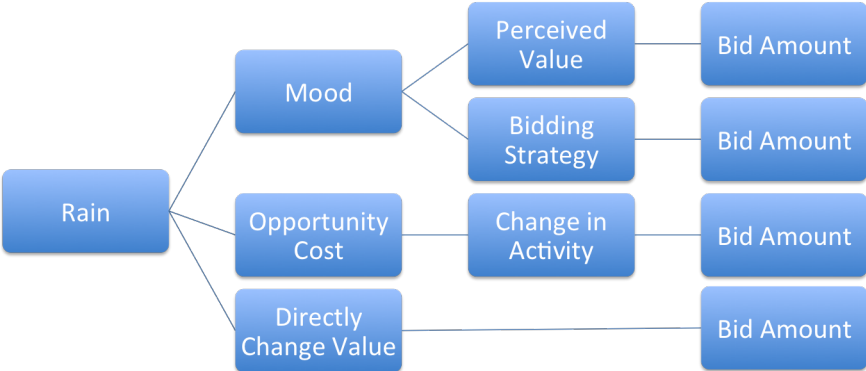 Perceived
Value
Bid Amount
Mood
Bidding
Strategy
Bid Amount
Rain
Opportunity
Cost
Change in
Activity
Bid Amount
Directly
Change Value
Bid Amount